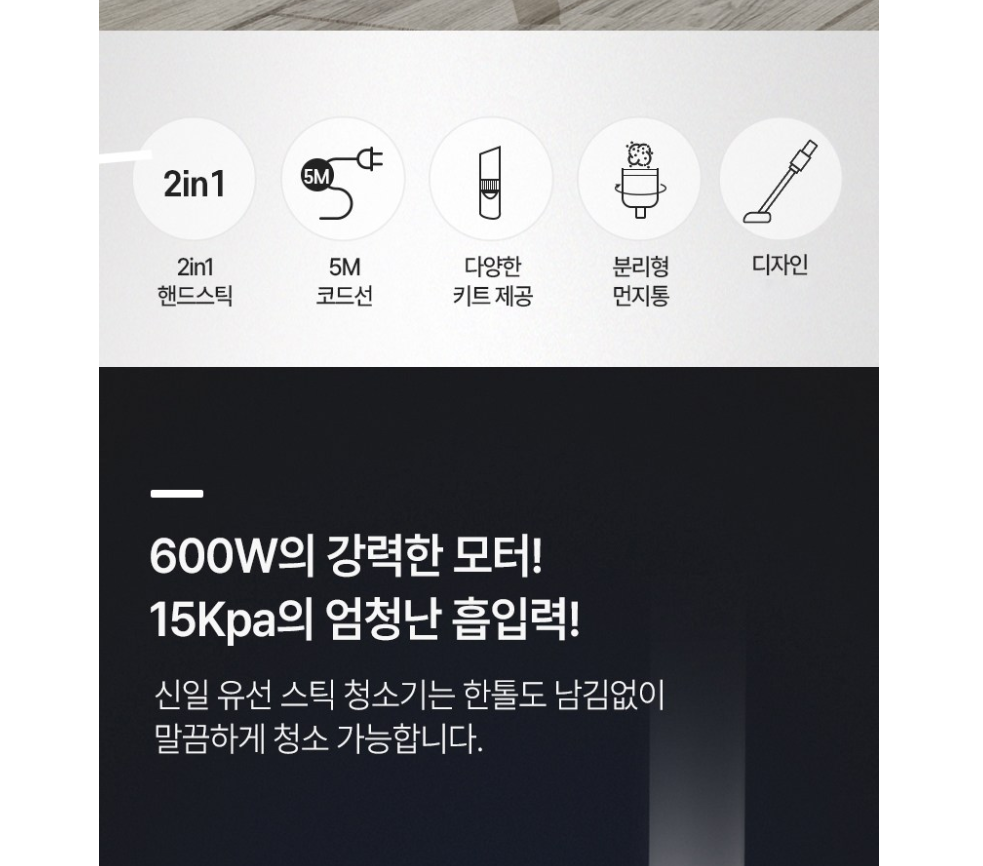 2in1
5M
2in1
핸드스틱
5M
코드선
다양한
키트 제공
분리형
먼지통
디자인
600W의 강력한 모터!
15Kpa의 엄청난 흡입력!
신일 유선 스틱 청소기는 한톨도 남김없이
말끔하게 청소 가능합니다.